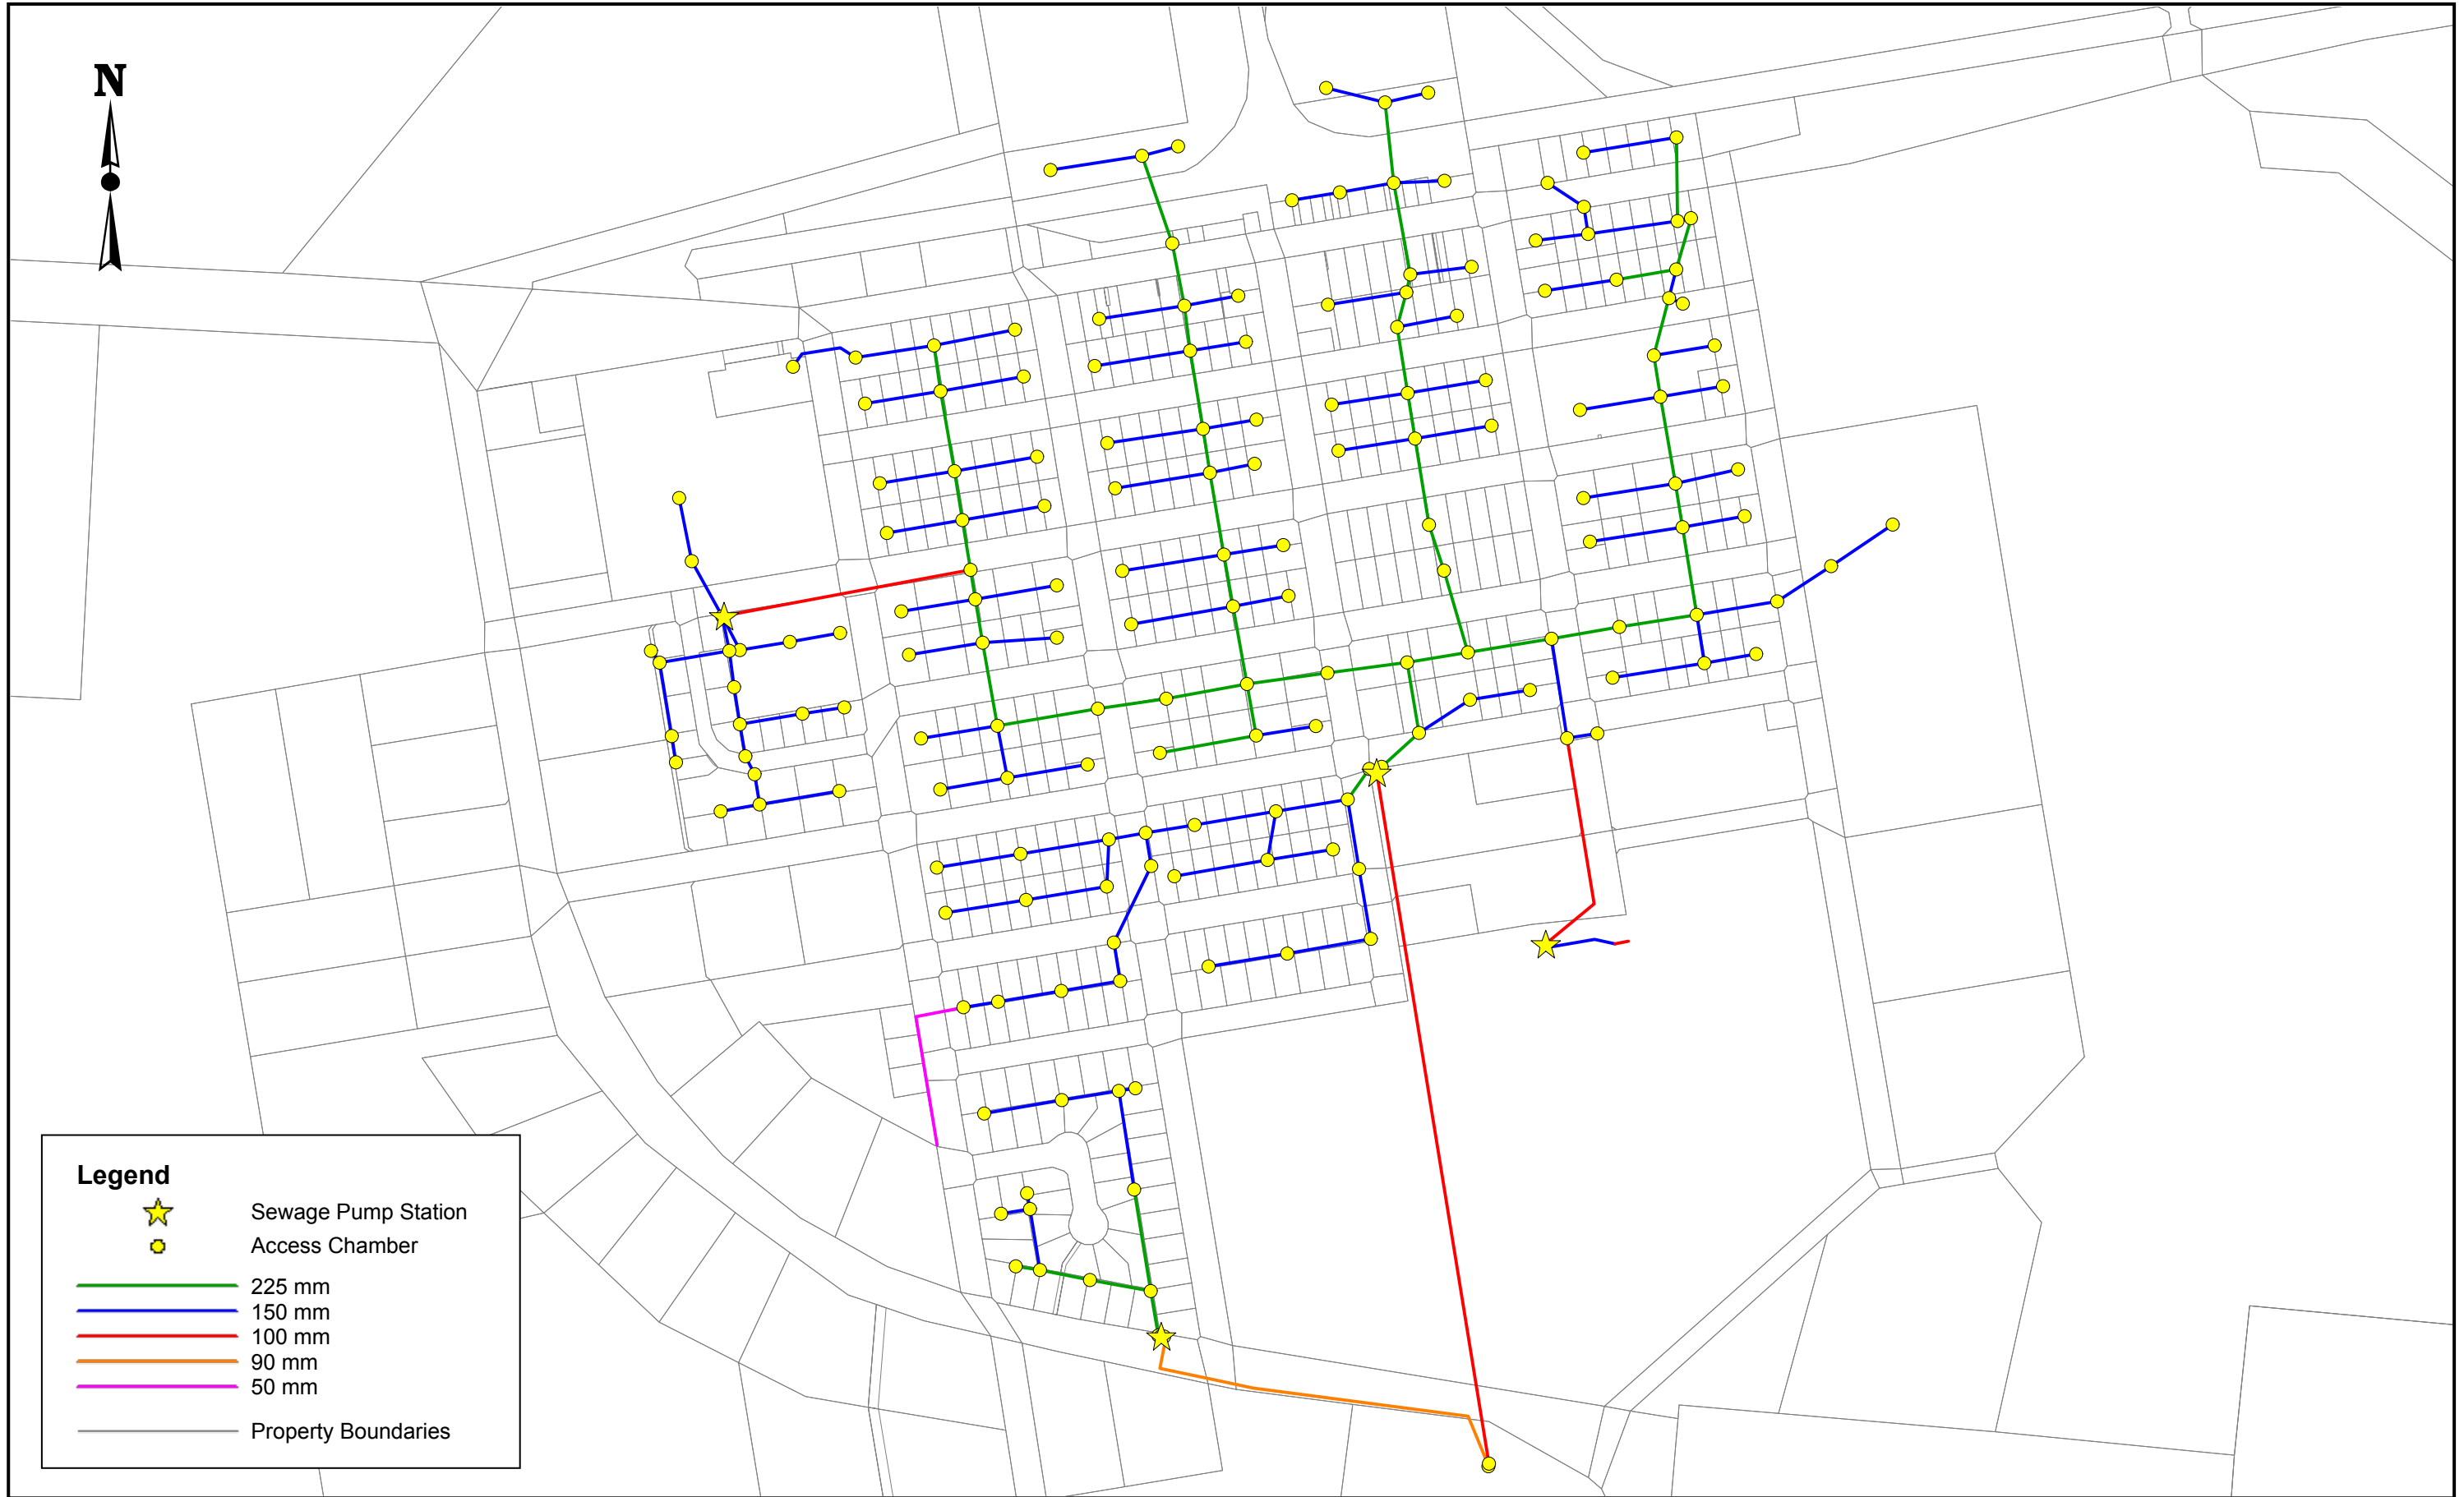 N
Legend
Sewage Pump Station
Access Chamber
225 mm
150 mm
100 mm
90 mm
50 mm
Property Boundaries